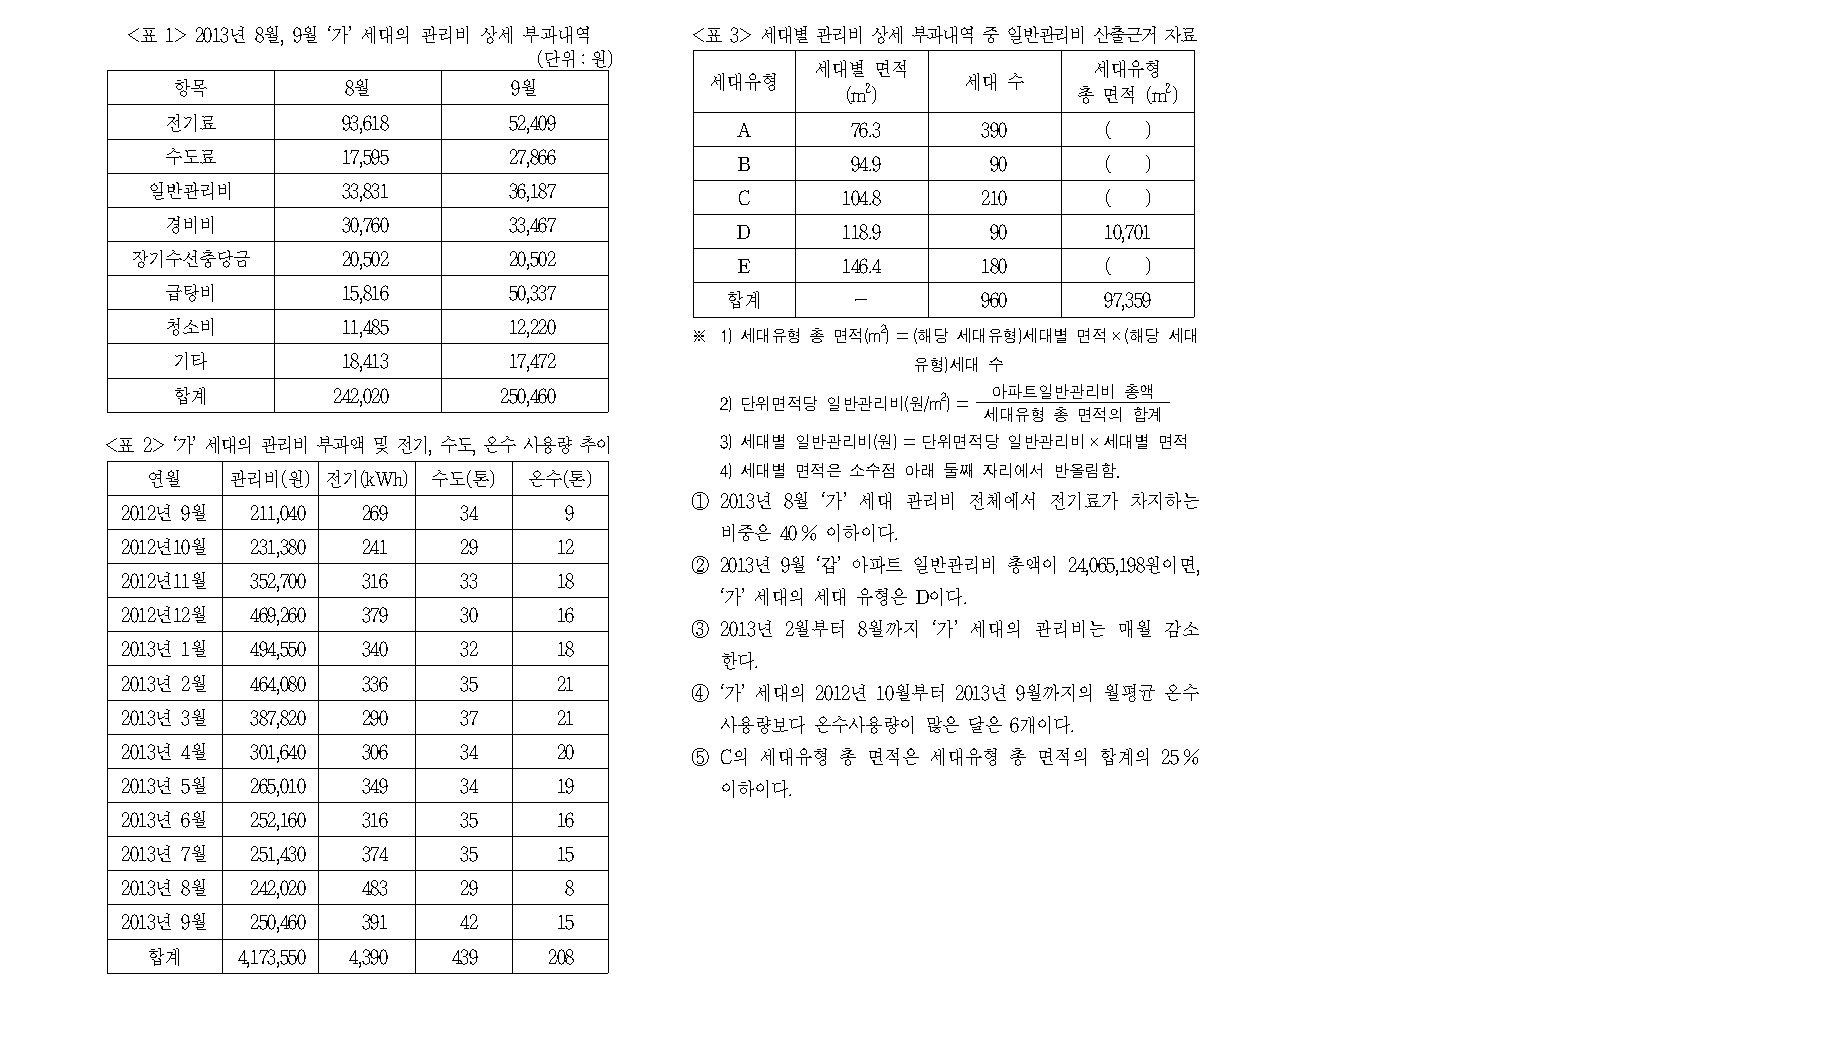 <표 1> 2013년 8월, 9월 ‘가’ 세대의 관리비 상세 부과내역
(단위 : 원)
항목 8월 9월
전기료 93,618 52,409
수도료 17,595 27,866
일반관리비 33,831 36,187
경비비 30,760 33,467
장기수선충당금 20,502 20,502
급탕비 15,816 50,337
청소비 11,485 12,220
기타 18,413 17,472
합계 242,020 250,460
<표 2> ‘가’ 세대의 관리비 부과액 및 전기, 수도, 온수 사용량 추이
연월 관리비(원) 전기(kWh) 수도(톤) 온수(톤)
2012년 9월 211,040 269 34 9
2012년10월 231,380 241 29 12
2012년11월 352,700 316 33 18
2012년12월 469,260 379 30 16
2013년 1월 494,550 340 32 18
2013년 2월 464,080 336 35 21
2013년 3월 387,820 290 37 21
2013년 4월 301,640 306 34 20
2013년 5월 265,010 349 34 19
2013년 6월 252,160 316 35 16
2013년 7월 251,430 374 35 15
2013년 8월 242,020 483 29 8
2013년 9월 250,460 391 42 15
합계 4,173,550 4,390 439 208
<표 3> 세대별 관리비 상세 부과내역 중 일반관리비 산출근거 자료
세대유형 세대별 면적 (㎡) 세대 수 세대유형 총 면적 (㎡)
A 76.3 390 ( )
B 94.9 90 ( )
C 104.8 210 ( )
D 118.9 90 10,701
E 146.4 180 ( )
합계 － 960 97,359
※ 1) 세대유형 총 면적(㎡) = (해당 세대유형)세대별 면적 × (해당 세대
유형)세대 수
2) 단위면적당 일반관리비(원/㎡) = 아파트일반관리비 총액 / 세대유형 총 면적의 합계
3) 세대별 일반관리비(원) = 단위면적당 일반관리비 × 세대별 면적
4) 세대별 면적은 소수점 아래 둘째 자리에서 반올림함.
① 2013년 8월 ‘가’ 세대 관리비 전체에서 전기료가 차지하는
비중은 40 % 이하이다.
② 2013년 9월 ‘갑’ 아파트 일반관리비 총액이 24,065,198원이면,
‘가’ 세대의 세대 유형은 D이다.
③ 2013년 2월부터 8월까지 ‘가’ 세대의 관리비는 매월 감소
한다.
④ ‘가’ 세대의 2012년 10월부터 2013년 9월까지의 월평균 온수
사용량보다 온수사용량이 많은 달은 6개이다.
⑤ C의 세대유형 총 면적은 세대유형 총 면적의 합계의 25 %
이하이다.